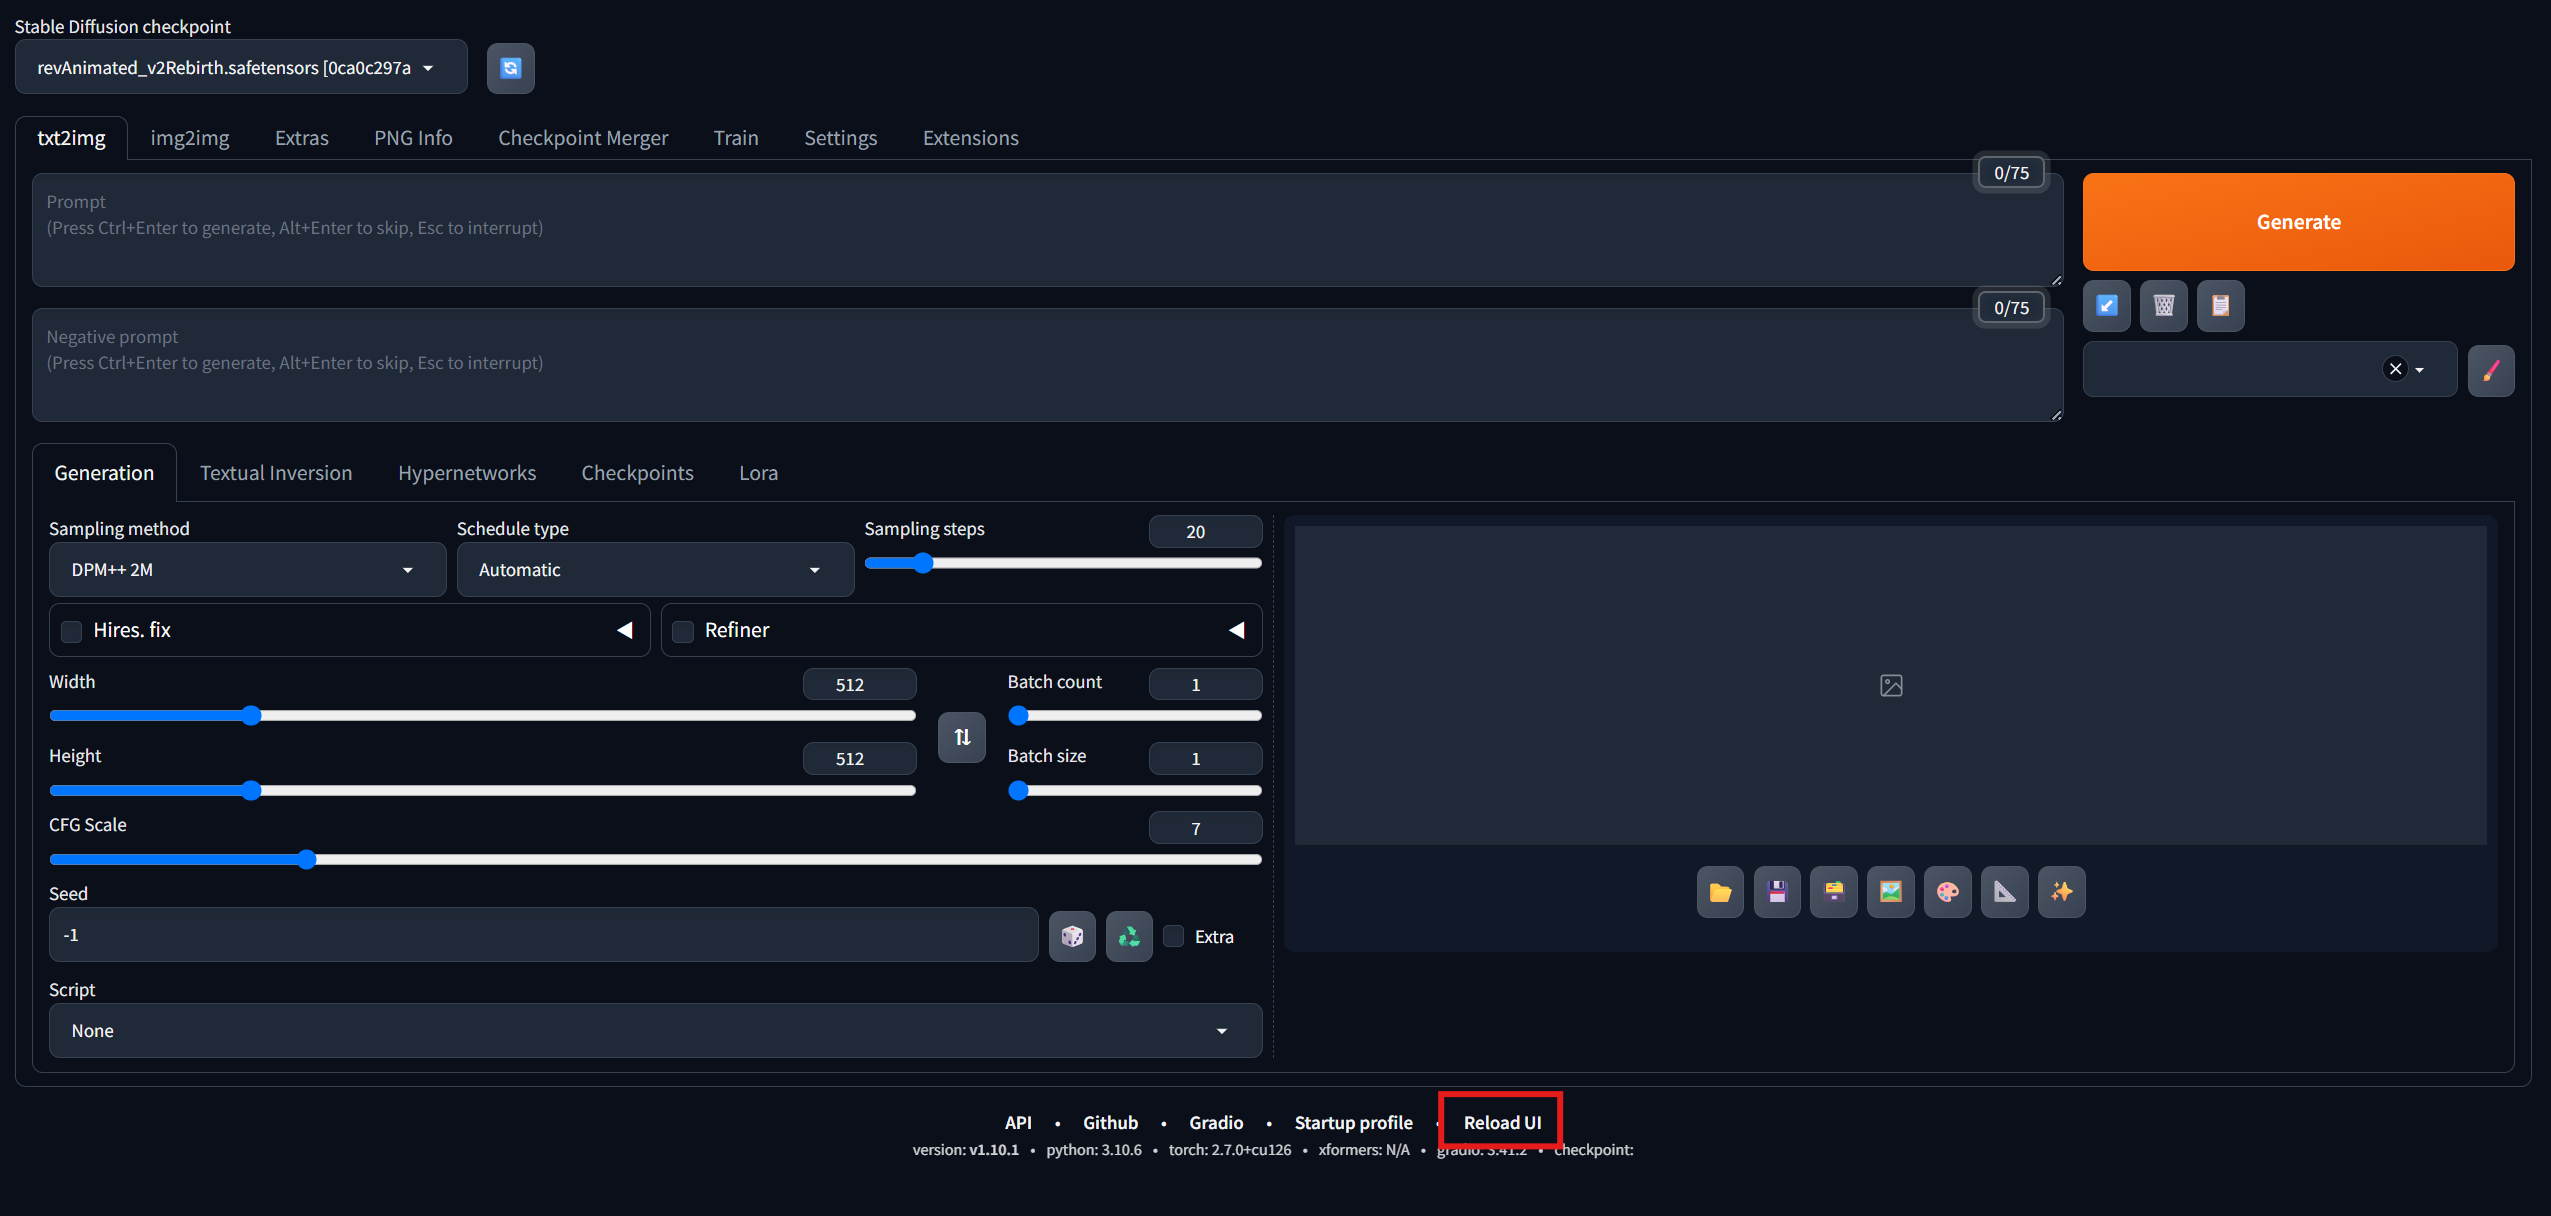 Stable Diffusion checkpoint
revAnimated_v2Rebirth.safetensors [0ca0c297a
txt2img img2img Extras PNG Info Checkpoint Merger Train Settings Extensions
0/75
Prompt
(Press Ctrl+Enter to generate, Alt+Enter to skip, Esc to interrupt)
Generate
0/75
Negative prompt
(Press Ctrl+Enter to generate, Alt+Enter to skip, Esc to interrupt)
Generation Textual Inversion Hypernetworks Checkpoints Lora
Sampling method Schedule type Sampling steps 20
DPM++ 2M Automatic
Hires. fix Refiner
Width 512 Batch count 1
Height 512 Batch size 1
CFG Scale 7
Seed
-1 Extra
Script
None
API • Github • Gradio • Startup profile • Reload UI
version: v1.10.1 • python: 3.10.6 • torch: 2.7.0+cu126 • xformers: N/A • gradio: 3.41.2 • checkpoint: